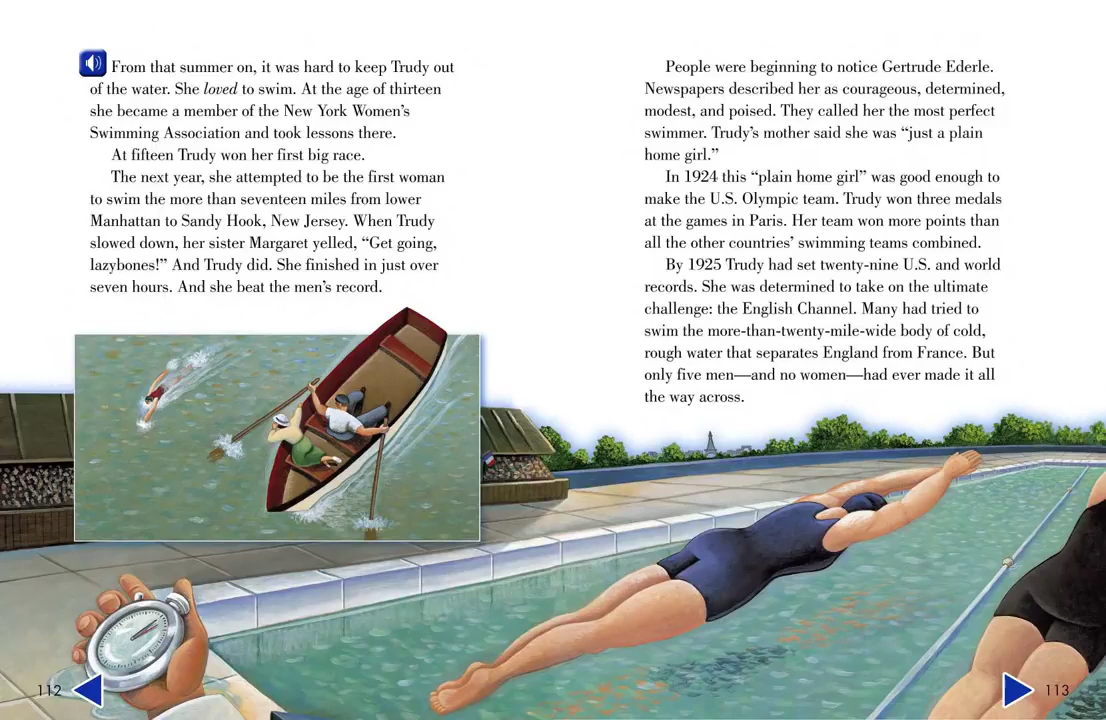 From that summer on, it was hard to keep Trudy out
of the water. She loved to swim. At the age of thirteen
she became a member of the New York Women's
Swimming Association and took lessons there.
At fifteen Trudy won her first big race.
The next year, she attempted to be the first woman
to swim the more than seventeen miles from lower
Manhattan to Sandy Hook, New Jersey. When Trudy
slowed down, her sister Margaret yelled, “Get going,
lazybones!” And Trudy did. She finished in just over
seven hours. And she beat the men's record.
112
People were beginning to notice Gertrude Ederle.
Newspapers described her as courageous, determined,
modest, and poised. They called her the most perfect
swimmer. Trudy's mother said she was “just a plain
home girl.”
In 1924 this “plain home girl” was good enough to
make the U.S. Olympic team. Trudy won three medals
at the games in Paris. Her team won more points than
all the other countries' swimming teams combined.
By 1925 Trudy had set twenty-nine U.S. and world
records. She was determined to take on the ultimate
challenge: the English Channel. Many had tried to
swim the more-than-twenty-mile-wide body of cold,
rough water that separates England from France. But
only five men—and no women—had ever made it all
the way across.
113